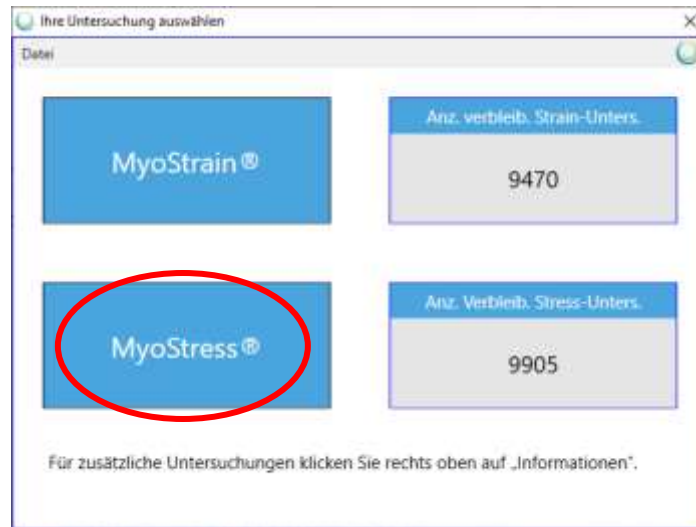 Ihre Untersuchung auswählen
Datei
MyoStrain®
Anz. verbleib. Strain-Unters.
9470
MyoStress®
Anz. Verbleib. Stress-Unters.
9905
Für zusätzliche Untersuchungen klicken Sie rechts oben auf „Informationen".